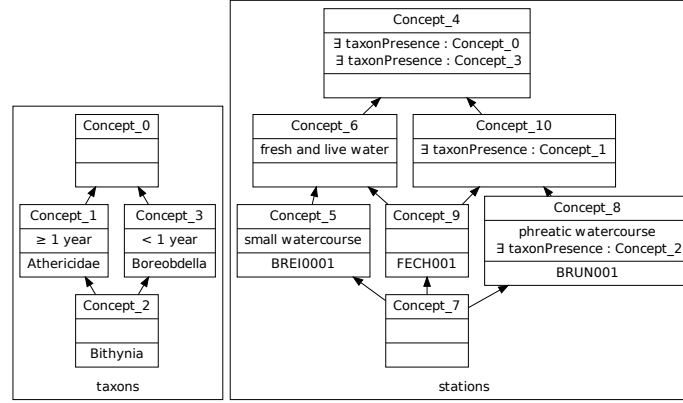 Concept_4
∃ taxonPresence : Concept_0
∃ taxonPresence : Concept_3
Concept_0
Concept_6
fresh and live water
Concept_10
∃ taxonPresence : Concept_1
Concept_1
≥ 1 year
Athericidae
Concept_3
< 1 year
Boreobdella
Concept_5
small watercourse
BREI0001
Concept_9
FECH001
Concept_8
phreatic watercourse
∃ taxonPresence : Concept_2
BRUN001
Concept_2
Bithynia
Concept_7
taxons
stations